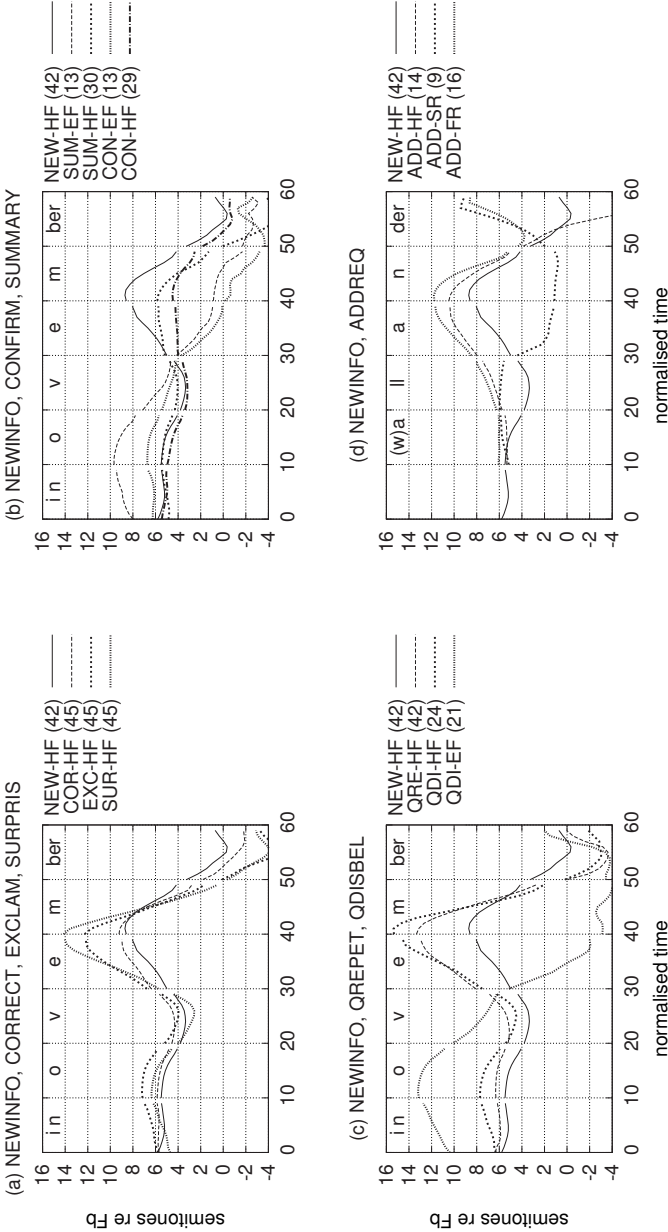 (a) NEWINFO, CORRECT, EXCLAM, SURPRIS
NEW-HF (42)
COR-HF (45)
EXC-HF (45)
SUR-HF (45)
in o v e m ber
16
14
12
10
8
6
4
2
0
-2
-4
0 10 20 30 40 50 60
semitones re Fb
(b) NEWINFO, CONFIRM, SUMMARY
NEW-HF (42)
SUM-EF (13)
SUM-HF (30)
CON-EF (13)
CON-HF (29)
in o v e m ber
16
14
12
10
8
6
4
2
0
-2
-4
0 10 20 30 40 50 60
(c) NEWINFO, QREPET, QDISBEL
NEW-HF (42)
QRE-HF (42)
QDI-HF (24)
QDI-EF (21)
in o v e m ber
16
14
12
10
8
6
4
2
0
-2
-4
0 10 20 30 40 50 60
semitones re Fb
normalised time
(d) NEWINFO, ADDREQ
NEW-HF (42)
ADD-HF (14)
ADD-SR (9)
ADD-FR (16)
(w)a ll a n der
16
14
12
10
8
6
4
2
0
-2
-4
0 10 20 30 40 50 60
normalised time